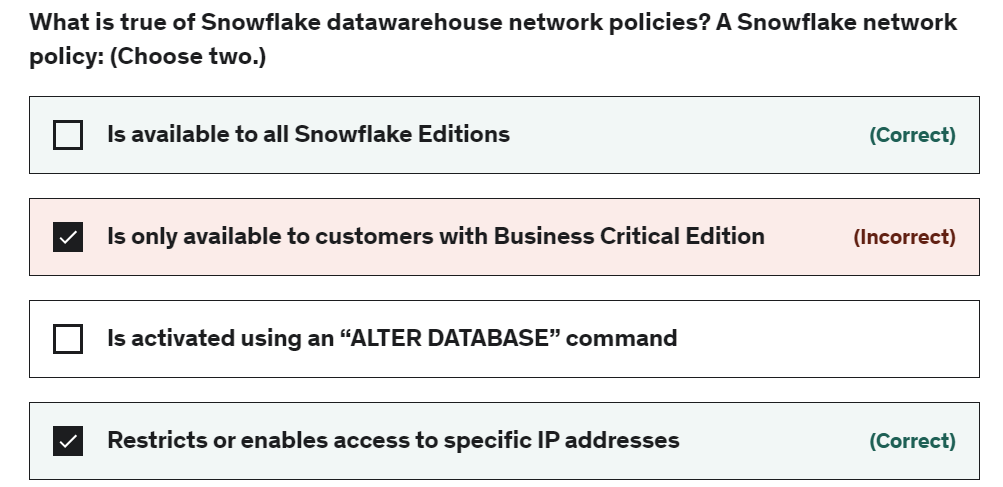 What is true of Snowflake datawarehouse network policies? A Snowflake network
policy: (Choose two.)
Is available to all Snowflake Editions (Correct)
Is only available to customers with Business Critical Edition (Incorrect)
Is activated using an “ALTER DATABASE” command
Restricts or enables access to specific IP addresses (Correct)